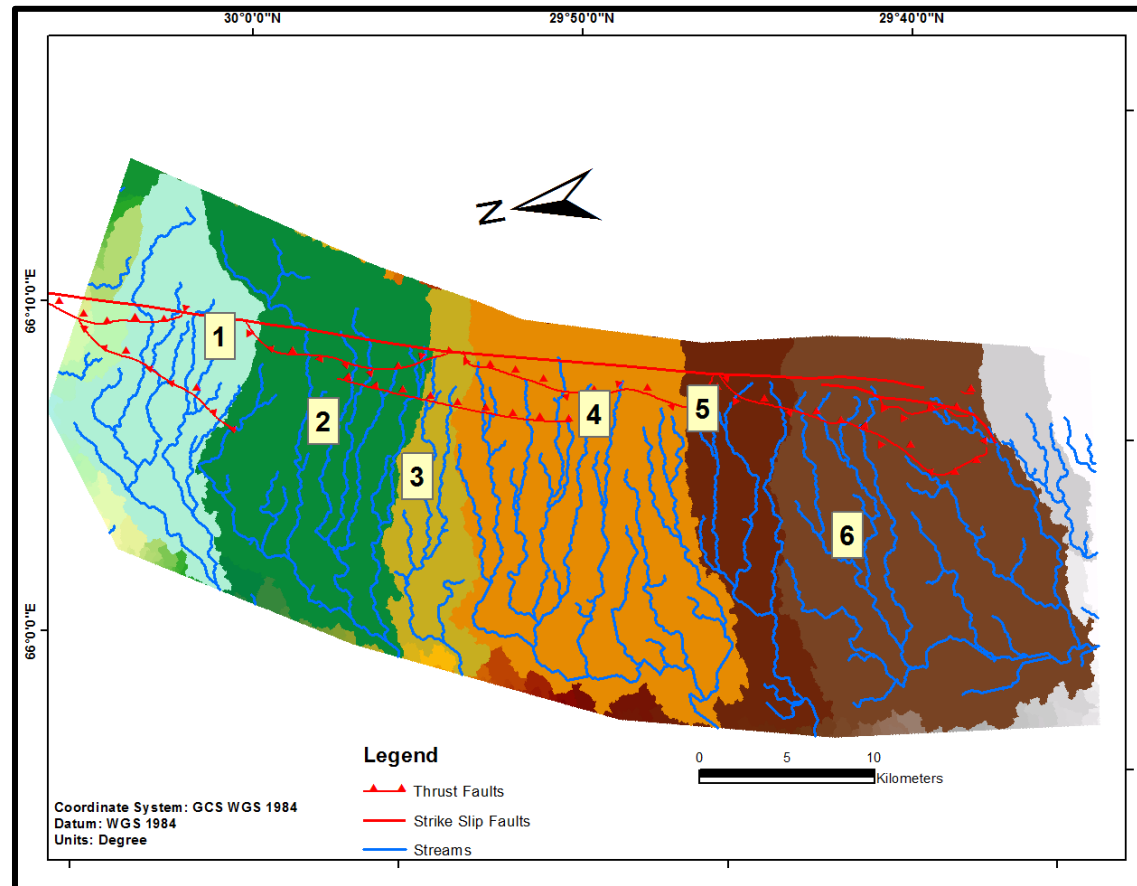 30°0'0"N
29°50'0"N
29°40'0"N
66°10'0"E
66°0'0"E
N
1
2
3
4
5
6
Legend
Thrust Faults
Strike Slip Faults
Streams
0 5 10
Kilometers
Coordinate System: GCS WGS 1984
Datum: WGS 1984
Units: Degree